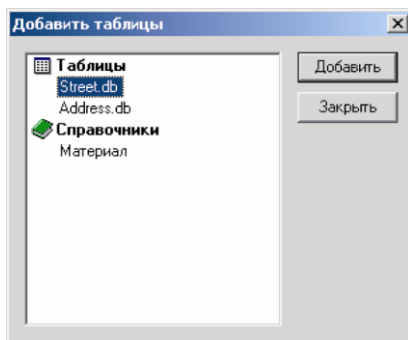 Добавить таблицы
Таблицы
Street.db
Address.db
Справочники
Материал
Добавить
Закрыть